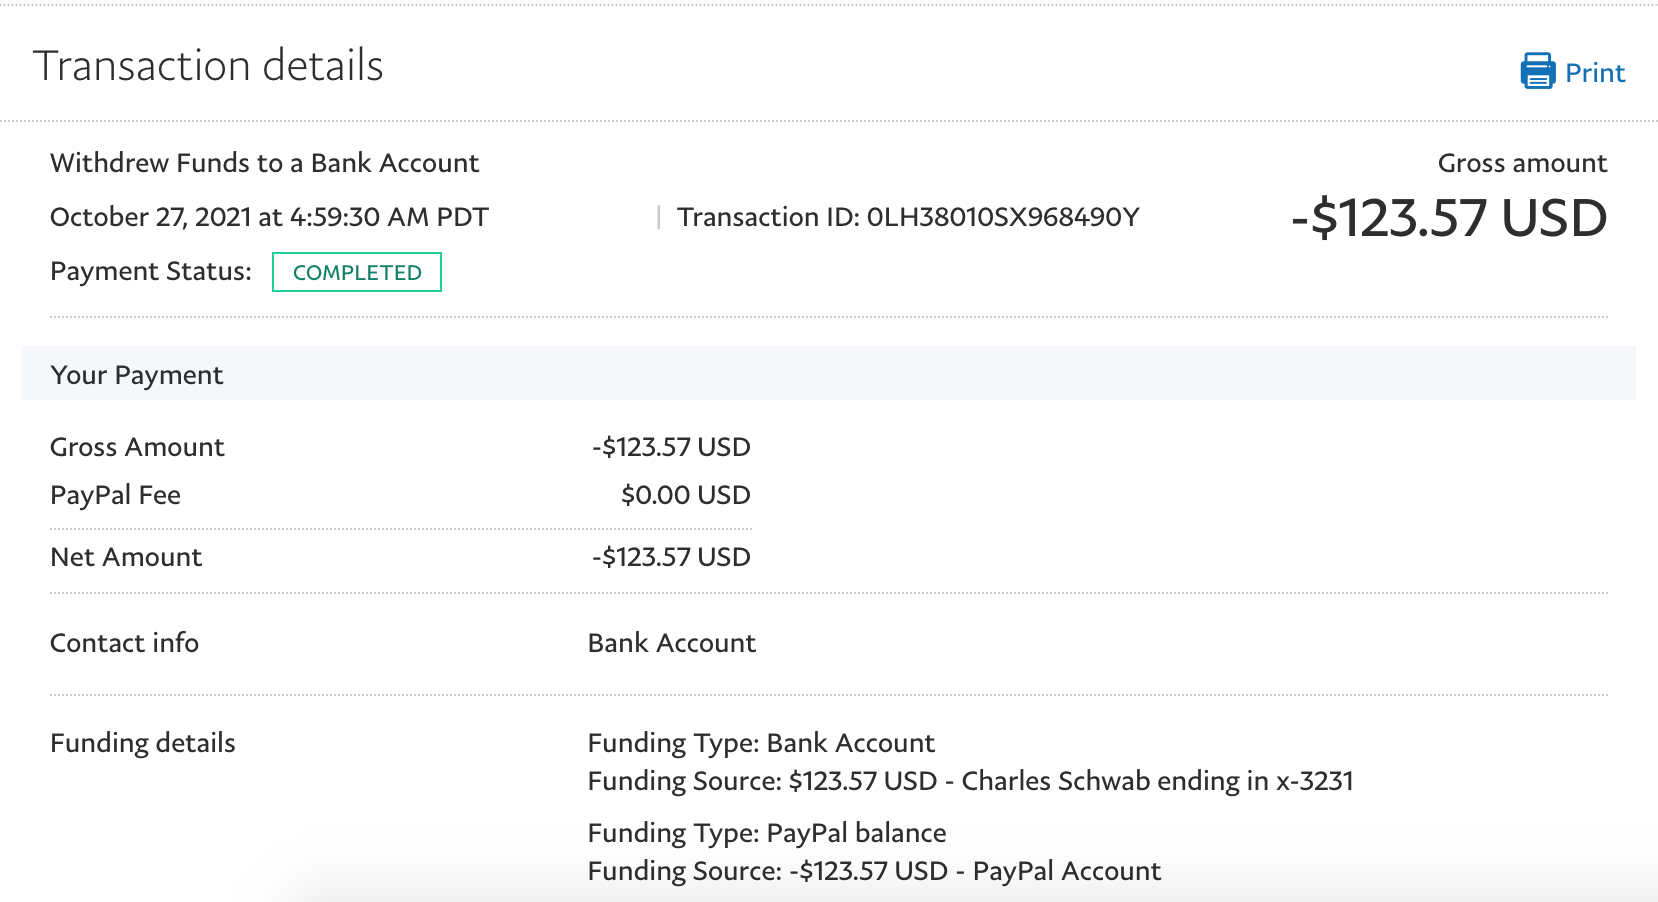 Transaction details
Print
Withdrew Funds to a Bank Account
Gross amount
October 27, 2021 at 4:59:30 AM PDT | Transaction ID: 0LH38010SX968490Y
-$123.57 USD
Payment Status: COMPLETED
Your Payment
Gross Amount -$123.57 USD
PayPal Fee $0.00 USD
Net Amount -$123.57 USD
Contact info Bank Account
Funding details Funding Type: Bank Account
Funding Source: $123.57 USD - Charles Schwab ending in x-3231
Funding Type: PayPal balance
Funding Source: -$123.57 USD - PayPal Account